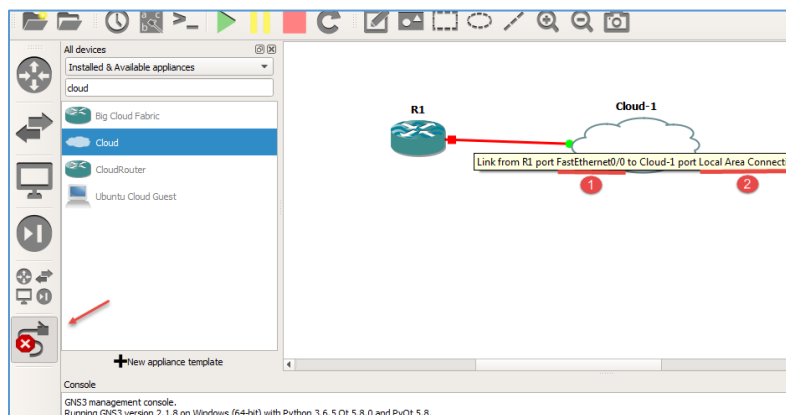 All devices
Installed & Available appliances
cloud
Big Cloud Fabric
Cloud
CloudRouter
Ubuntu Cloud Guest
New appliance template
R1
Cloud-1
Link from R1 port FastEthernet0/0 to Cloud-1 port Local Area Connecti
1
2
Console
GNS3 management console.
Running GNS3 version 2.1.8 on Windows (64-bit) with Python 3.6.5 Qt 5.8.0 and PyQt 5.8.